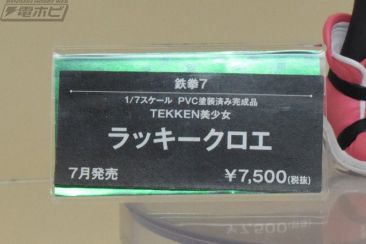 電ホビ
鉄拳7
1/7スケール PVC塗装済み完成品
TEKKEN美少女
ラッキークロエ
7月発売 ¥7,500(税抜)